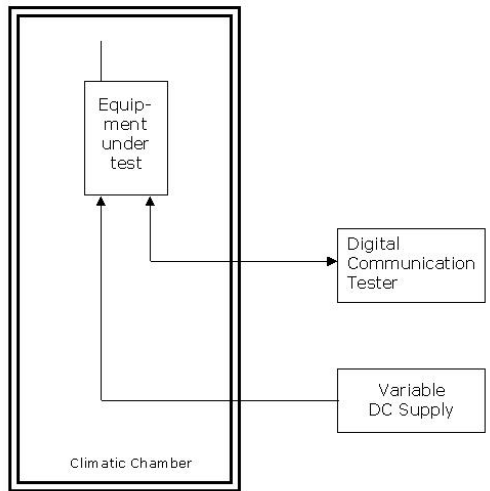 Equip-
ment
under
test
Digital
Communication
Tester
Variable
DC Supply
Climatic Chamber